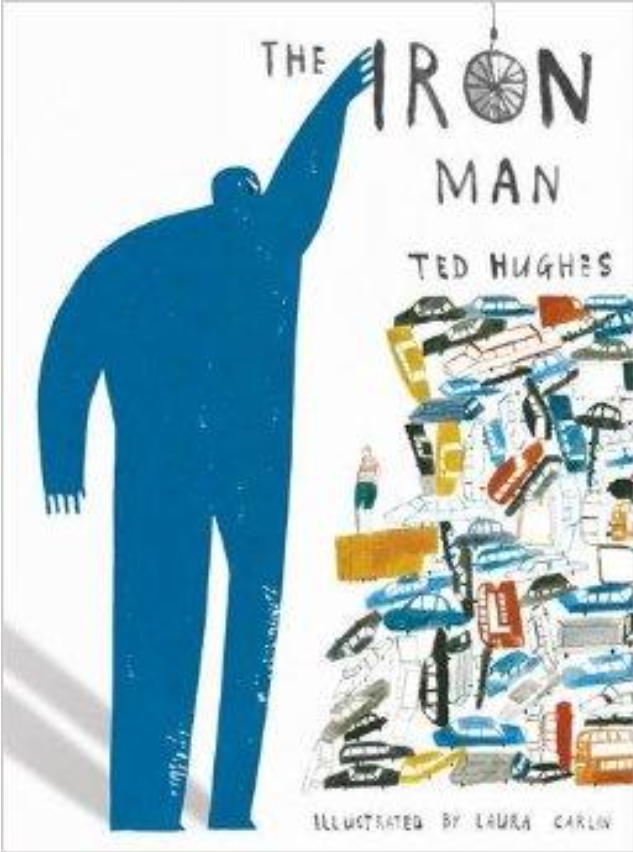 THE IRON
MAN
TED HUGHES
ILLUSTRATED BY LAURA CARLIN